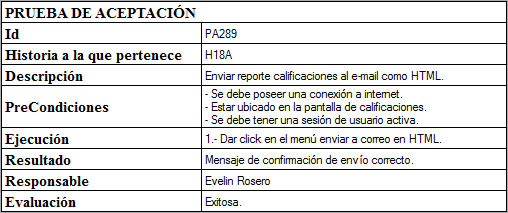 PRUEBA DE ACEPTACIÓN
Id PA289
Historia a la que pertenece H18A
Descripción Enviar reporte calificaciones al e-mail como HTML.
PreCondiciones - Se debe poseer una conexión a internet.
- Estar ubicado en la pantalla de calificaciones.
- Se debe tener una sesión de usuario activa.
Ejecución 1.- Dar click en el menú enviar a correo en HTML.
Resultado Mensaje de confirmación de envío correcto.
Responsable Evelin Rosero
Evaluación Exitosa.